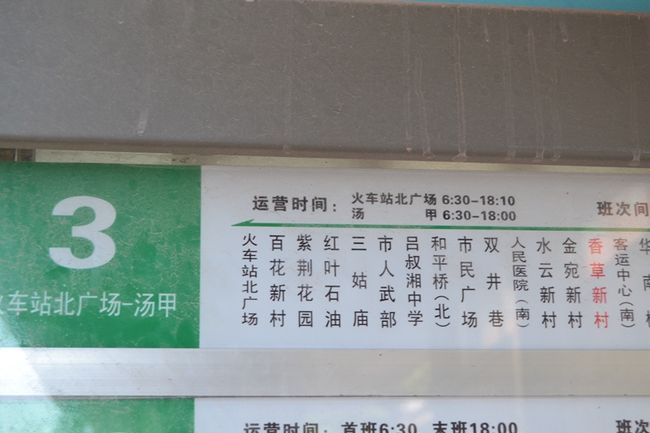 3
火车站北广场-汤甲
运营时间：
火车站北广场 6:30-18:10
汤 甲 6:30-18:00
班次间
火车站北广场
百花新村
紫荆花园
红叶石油
三姑庙
市人武部
吕叔湘中学
和平桥（北）
市民广场
双井巷
人民医院（南）
水云新村
金宛新村
香草新村
客运中心（南）
华南
运营时间： 首班6:30 末班18:00
班次